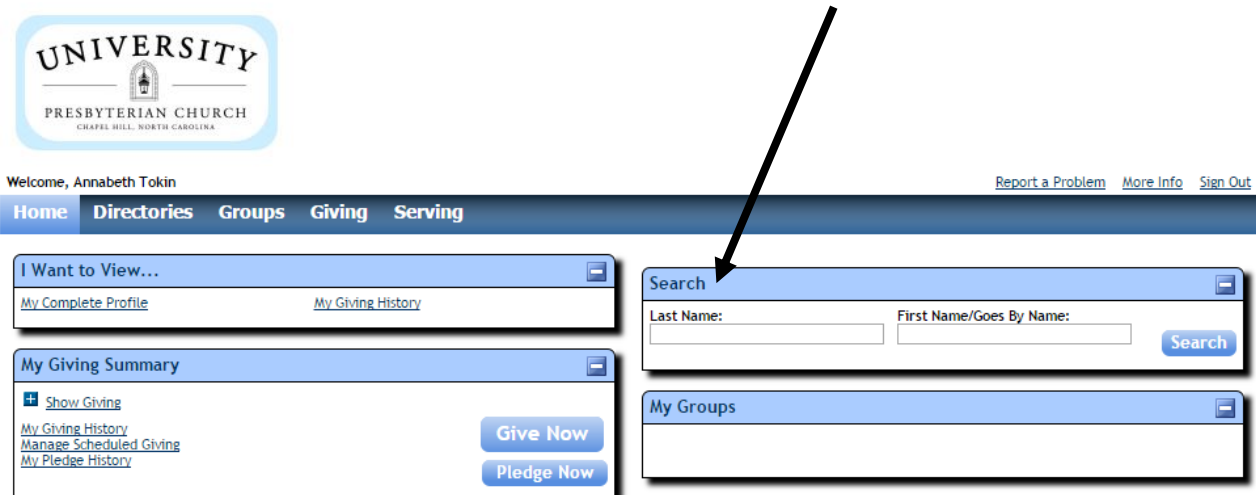 UNIVERSITY
PRESBYTERIAN CHURCH
CHAPEL HILL, NORTH CAROLINA
Welcome, Annabeth Tokin
Report a Problem More Info Sign Out
Home Directories Groups Giving Serving
I Want to View...
My Complete Profile My Giving History
My Giving Summary
Show Giving
My Giving History
Manage Scheduled Giving
My Pledge History
Give Now
Pledge Now
Search
Last Name: First Name/Goes By Name:
Search
My Groups